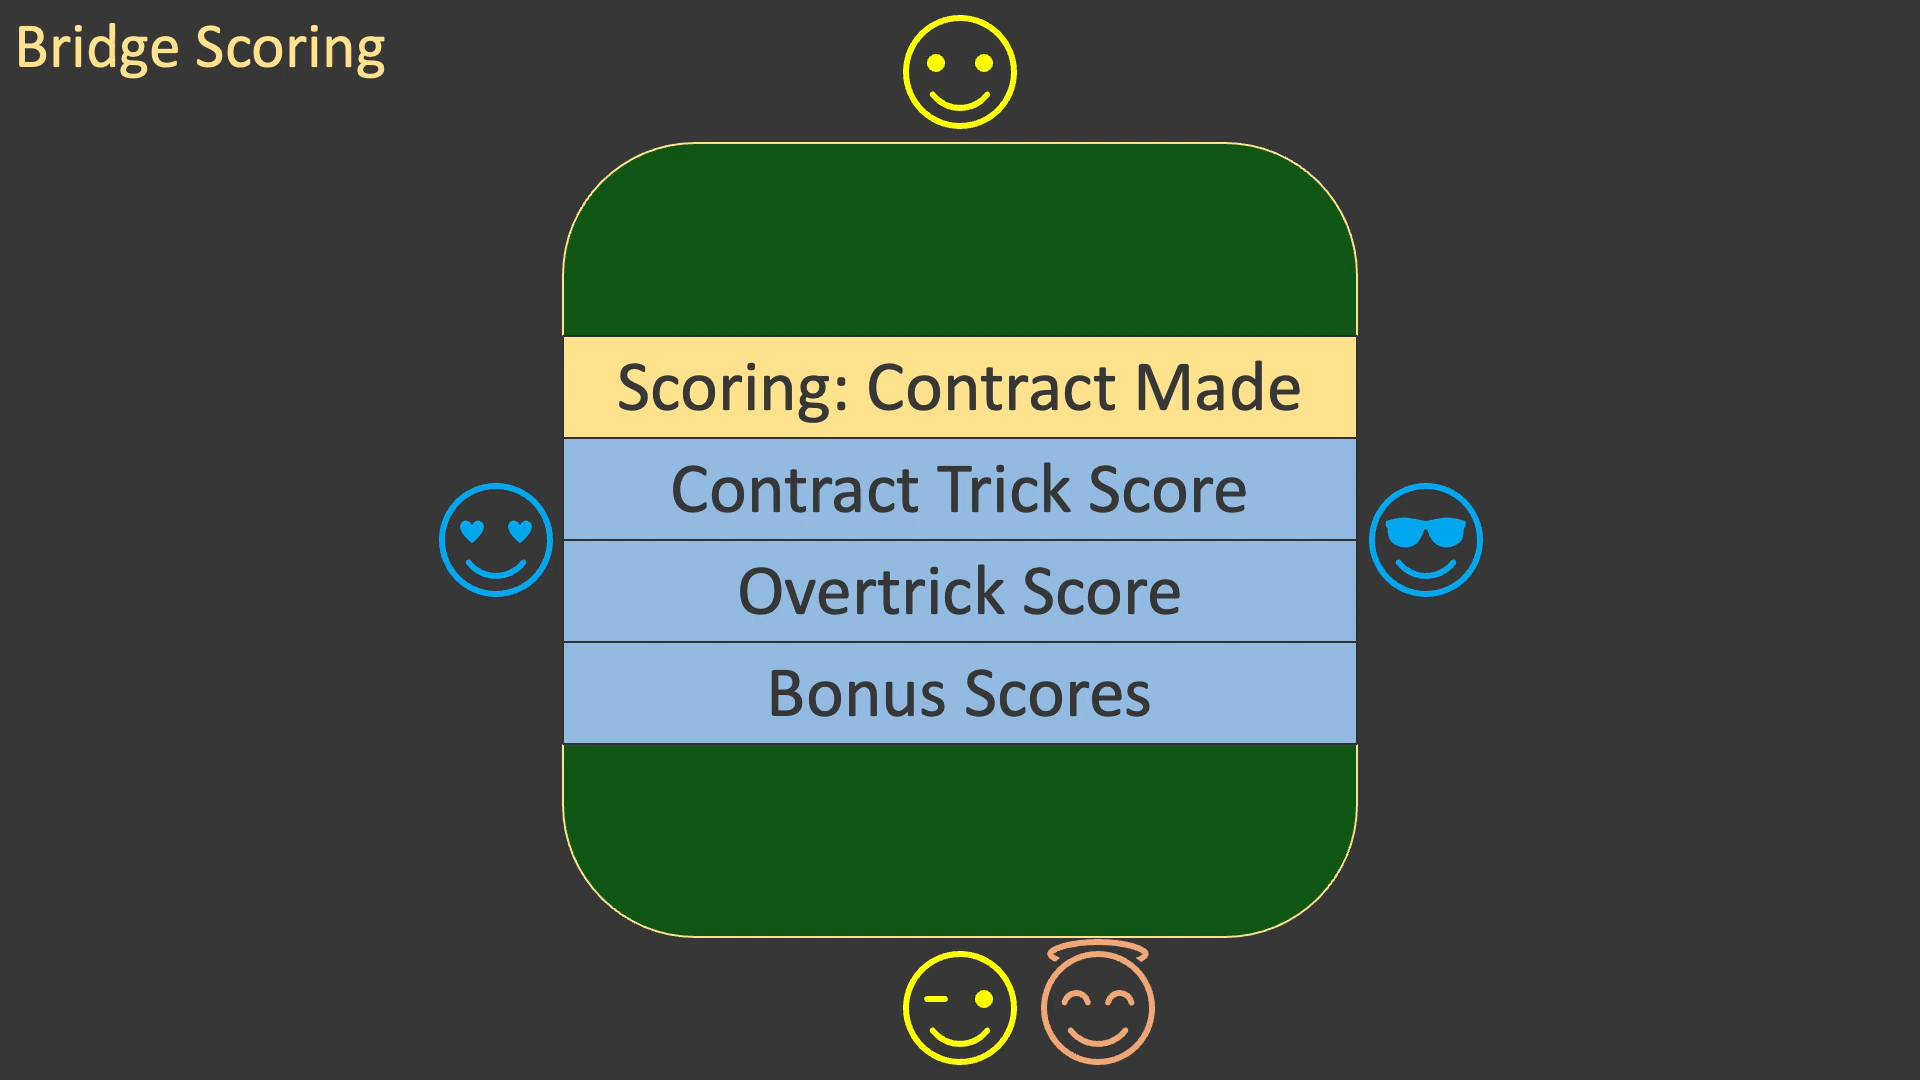 Bridge Scoring
Scoring: Contract Made
Contract Trick Score
Overtrick Score
Bonus Scores